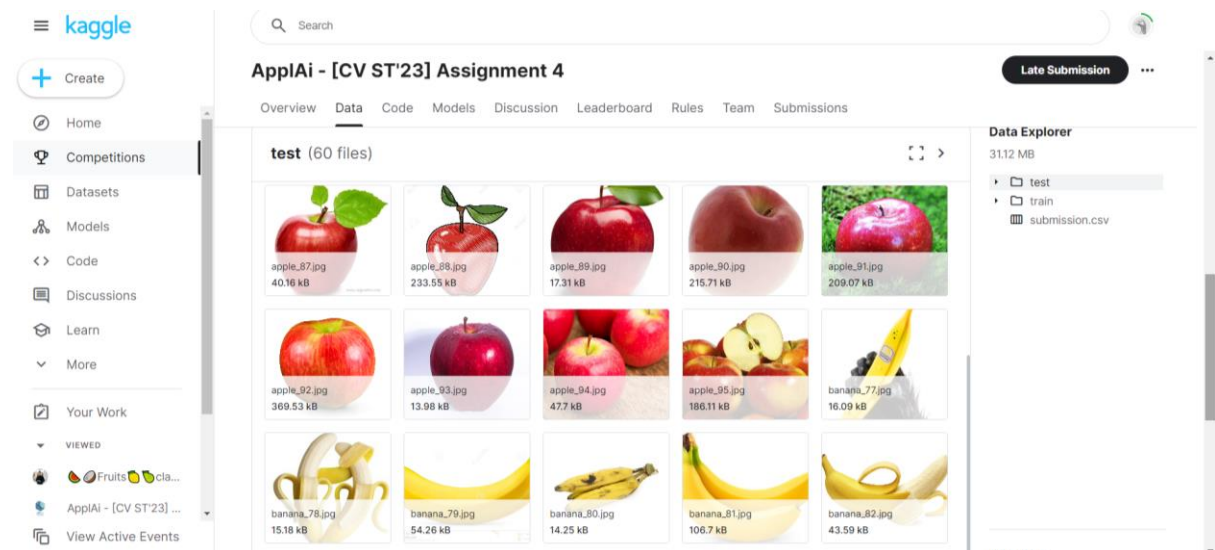 kaggle
Search
Create
ApplAi - [CV ST'23] Assignment 4
Late Submission
Overview Data Code Models Discussion Leaderboard Rules Team Submissions
Home
Competitions
Datasets
Models
Code
Discussions
Learn
More
Your Work
VIEWED
🍉🥥Fruits🍋🍈cla...
ApplAi - [CV ST'23] ...
View Active Events
test (60 files)
apple_87.jpg
40.16 kB
apple_88.jpg
233.55 kB
apple_89.jpg
17.31 kB
apple_90.jpg
215.71 kB
apple_91.jpg
209.07 kB
apple_92.jpg
369.53 kB
apple_93.jpg
13.98 kB
apple_94.jpg
47.7 kB
apple_95.jpg
186.11 kB
banana_77.jpg
16.09 kB
banana_78.jpg
15.18 kB
banana_79.jpg
54.26 kB
banana_80.jpg
14.25 kB
banana_81.jpg
106.7 kB
banana_82.jpg
43.59 kB
Data Explorer
31.12 MB
test
train
submission.csv